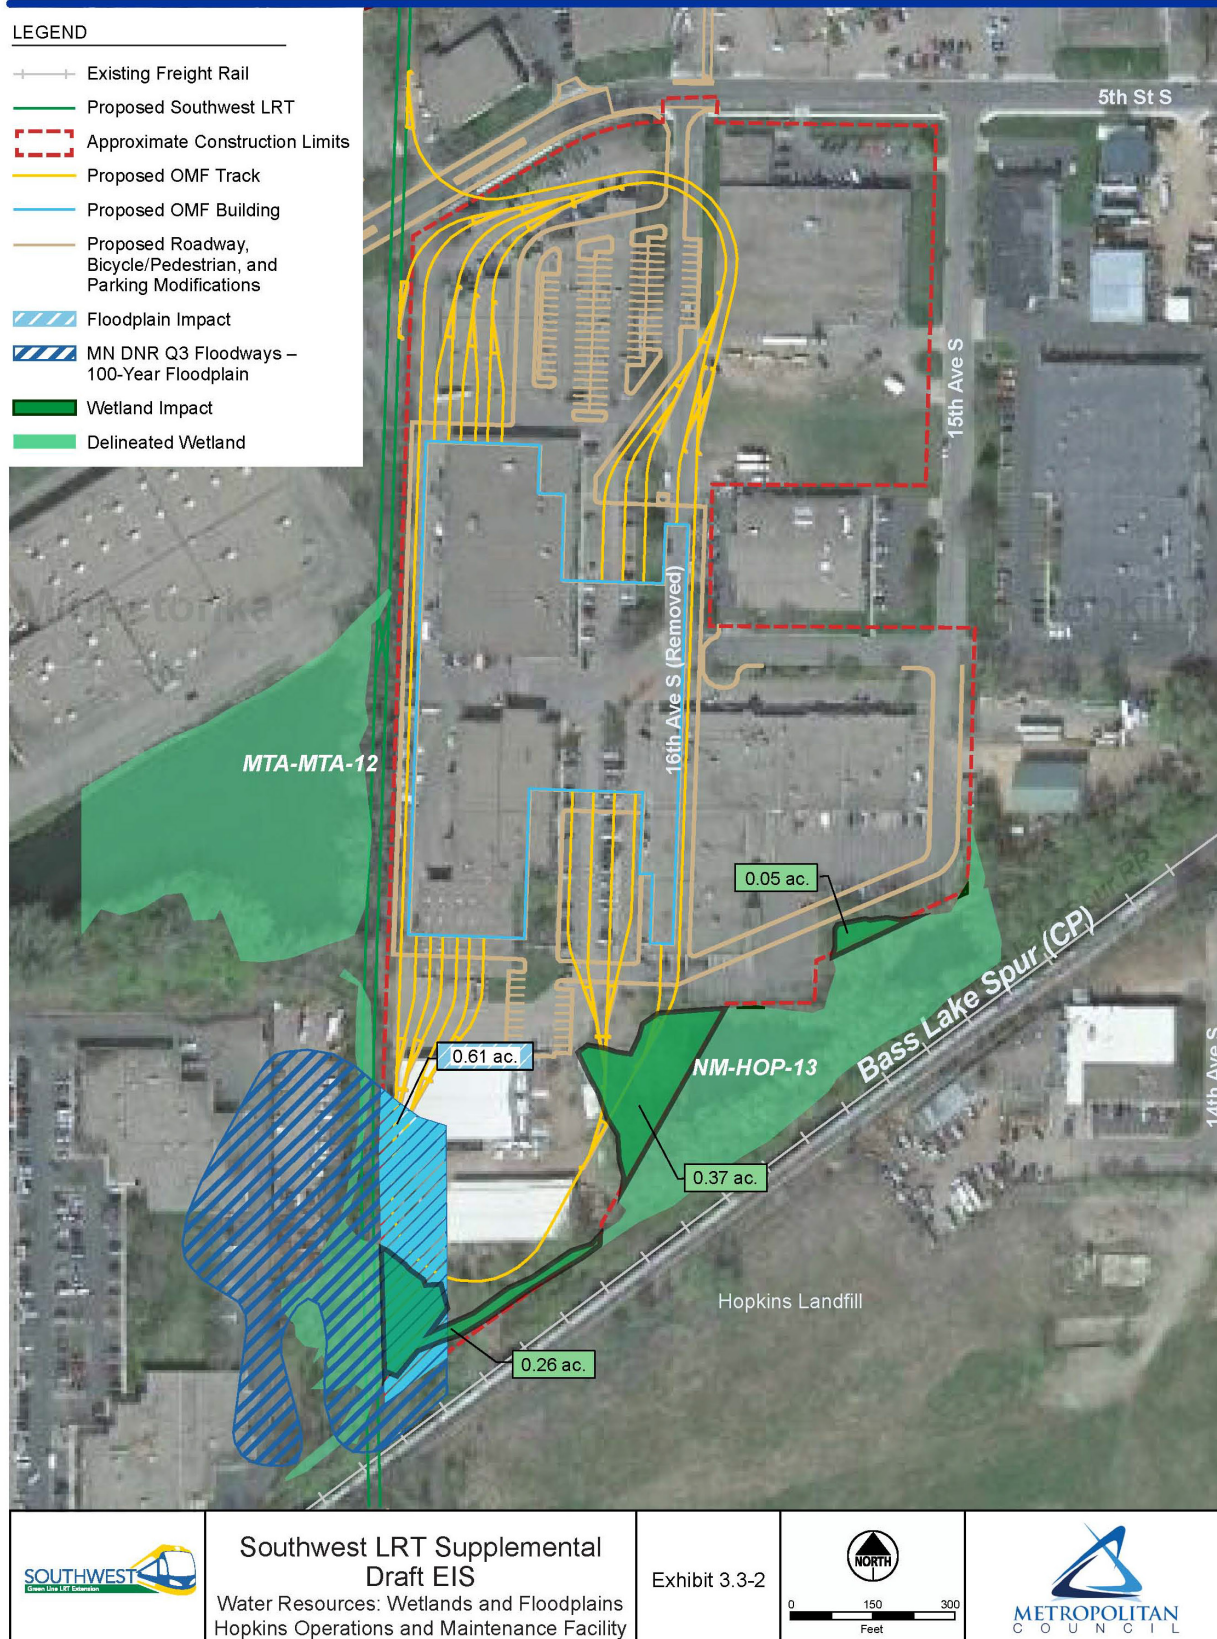 LEGEND
Existing Freight Rail
Proposed Southwest LRT
Approximate Construction Limits
Proposed OMF Track
Proposed OMF Building
Proposed Roadway,
Bicycle/Pedestrian, and
Parking Modifications
Floodplain Impact
MN DNR Q3 Floodways –
100-Year Floodplain
Wetland Impact
Delineated Wetland
5th St S
15th Ave S
16th Ave S (Removed)
MTA-MTA-12
0.05 ac.
Bass Lake Spur (CP)
14th Ave S
0.61 ac.
NM-HOP-13
0.37 ac.
Hopkins Landfill
0.26 ac.
SOUTHWEST
Green Line LRT Extension
Southwest LRT Supplemental
Draft EIS
Water Resources: Wetlands and Floodplains
Hopkins Operations and Maintenance Facility
Exhibit 3.3-2
NORTH
0 150 300
Feet
METROPOLITAN
COUNCIL